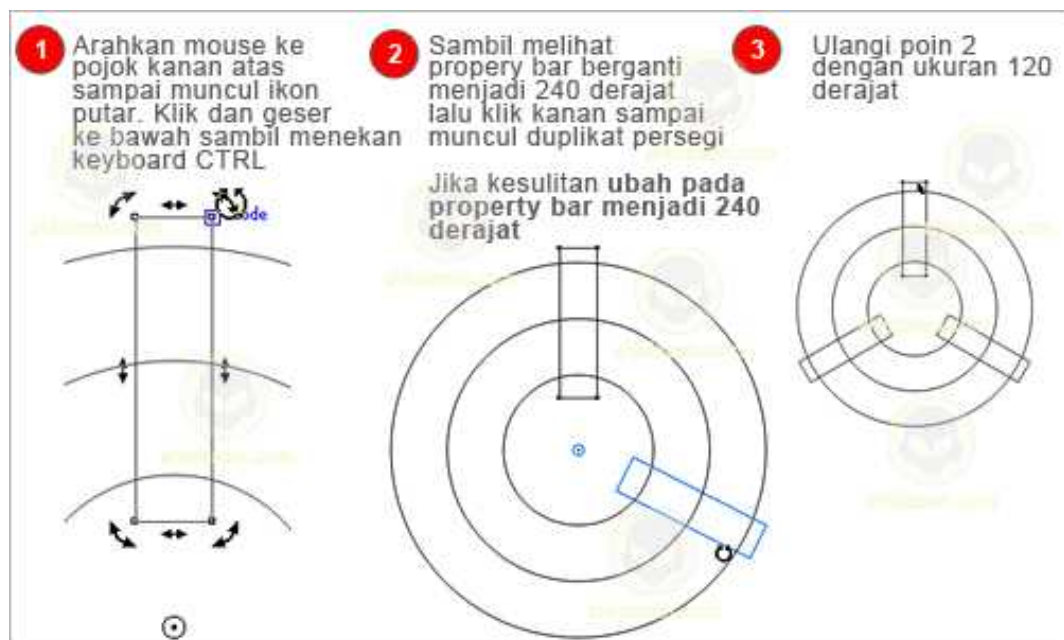 1
Arahkan mouse ke
pojok kanan atas
sampai muncul ikon
putar. Klik dan geser
ke bawah sambil menekan
keyboard CTRL
2
Sambil melihat
propery bar berganti
menjadi 240 derajat
lalu klik kanan sampai
muncul duplikat persegi
Jika kesulitan ubah pada
property bar menjadi 240
derajat
3
Ulangi poin 2
dengan ukuran 120
derajat